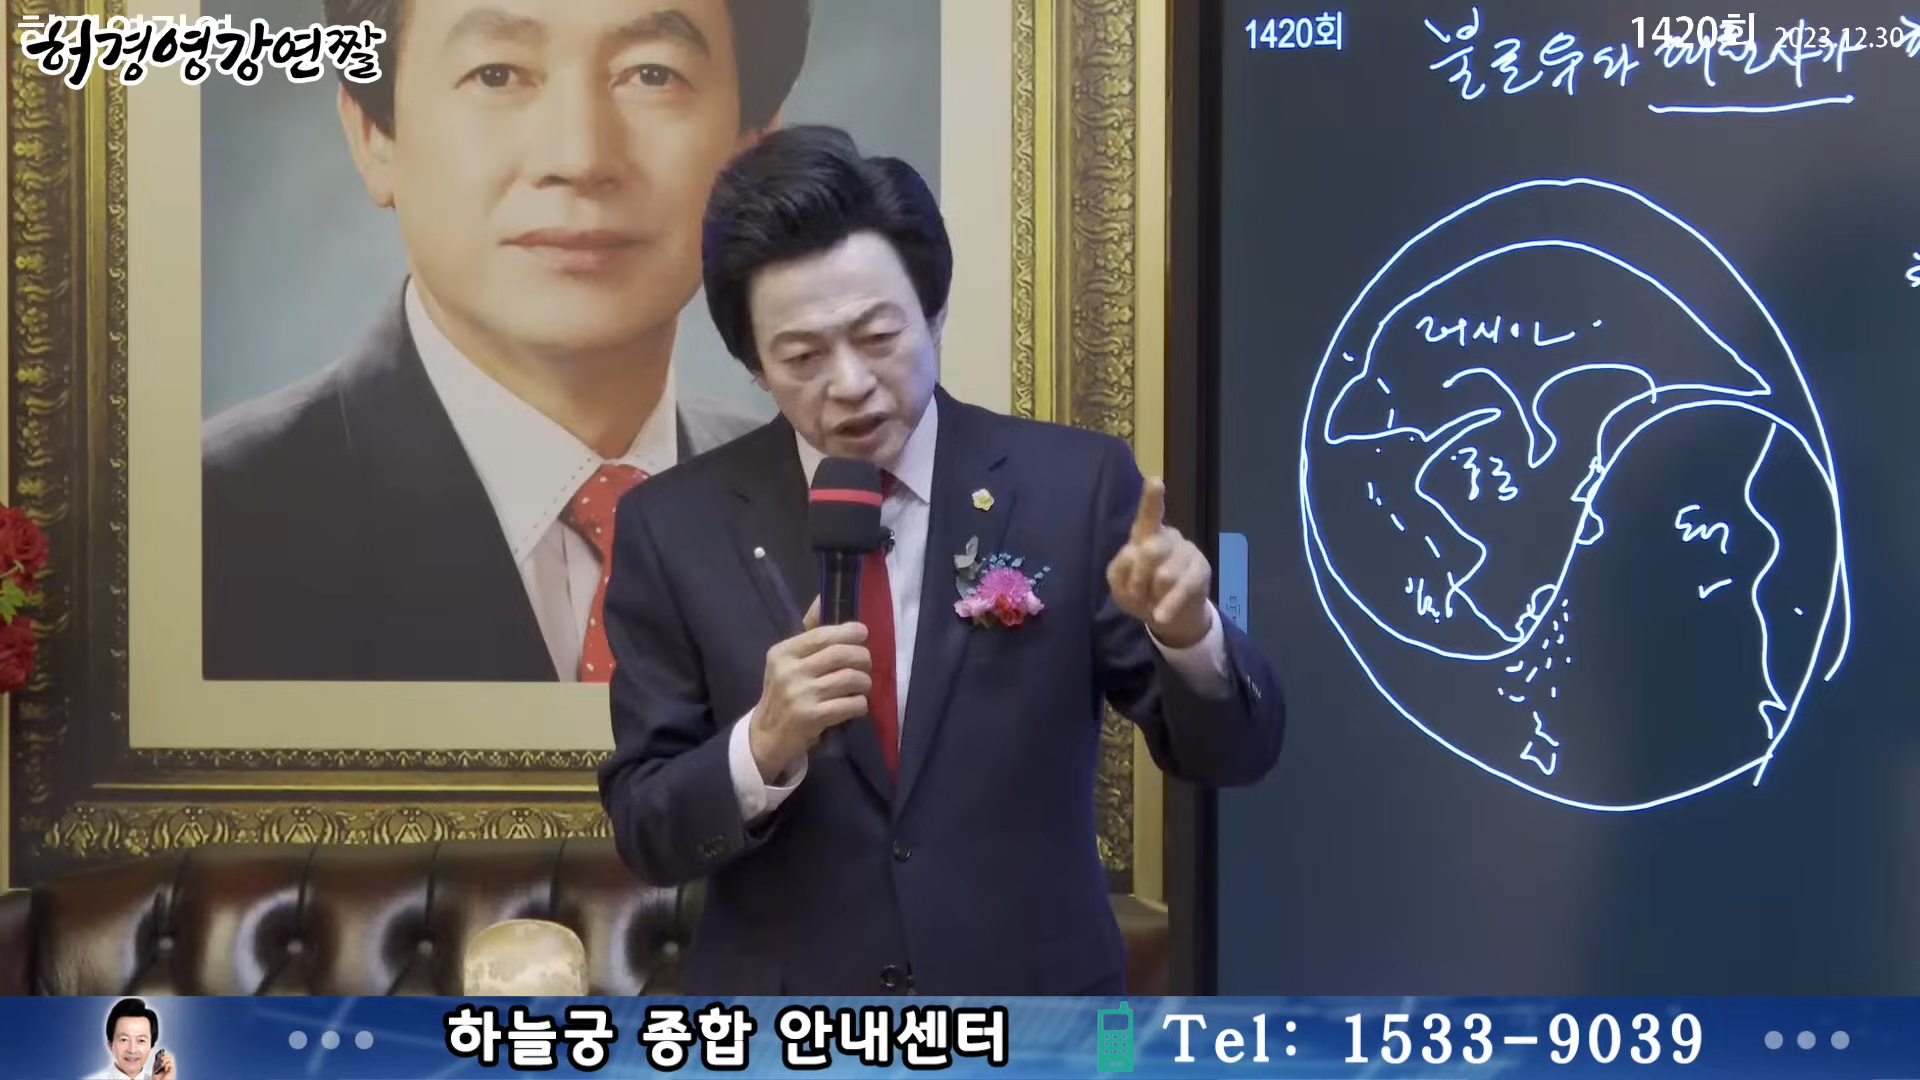 허경영강연짤
1420회
1420회 2023.12.30
불로유와
러시아
중국
태
하늘궁 종합 안내센터
Tel: 1533-9039